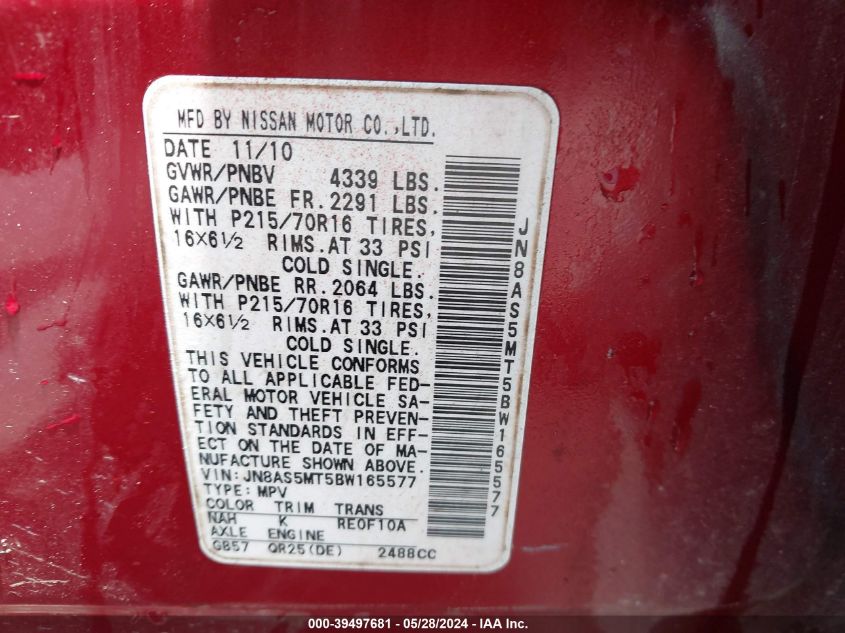 MFD BY NISSAN MOTOR CO.,LTD.
DATE 11/10
GVWR/PNBV 4339 LBS.
GAWR/PNBE FR. 2291 LBS.
WITH P215/70R16 TIRES,
16X6½ RIMS. AT 33 PSI
COLD SINGLE.
GAWR/PNBE RR. 2064 LBS.
WITH P215/70R16 TIRES,
16X6½ RIMS. AT 33 PSI
COLD SINGLE.
THIS VEHICLE CONFORMS
TO ALL APPLICABLE FED-
ERAL MOTOR VEHICLE SA-
FETY AND THEFT PREVEN-
TION STANDARDS IN EFF-
ECT ON THE DATE OF MA-
NUFACTURE SHOWN ABOVE.
VIN: JN8AS5MT5BW165577
TYPE: MPV
COLOR TRIM TRANS
NAH K RE0F10A
AXLE ENGINE
GB57 QR25(DE) 2488CC
JN8AS5MT5BW165577
000-39497681 - 05/28/2024 - IAA Inc.